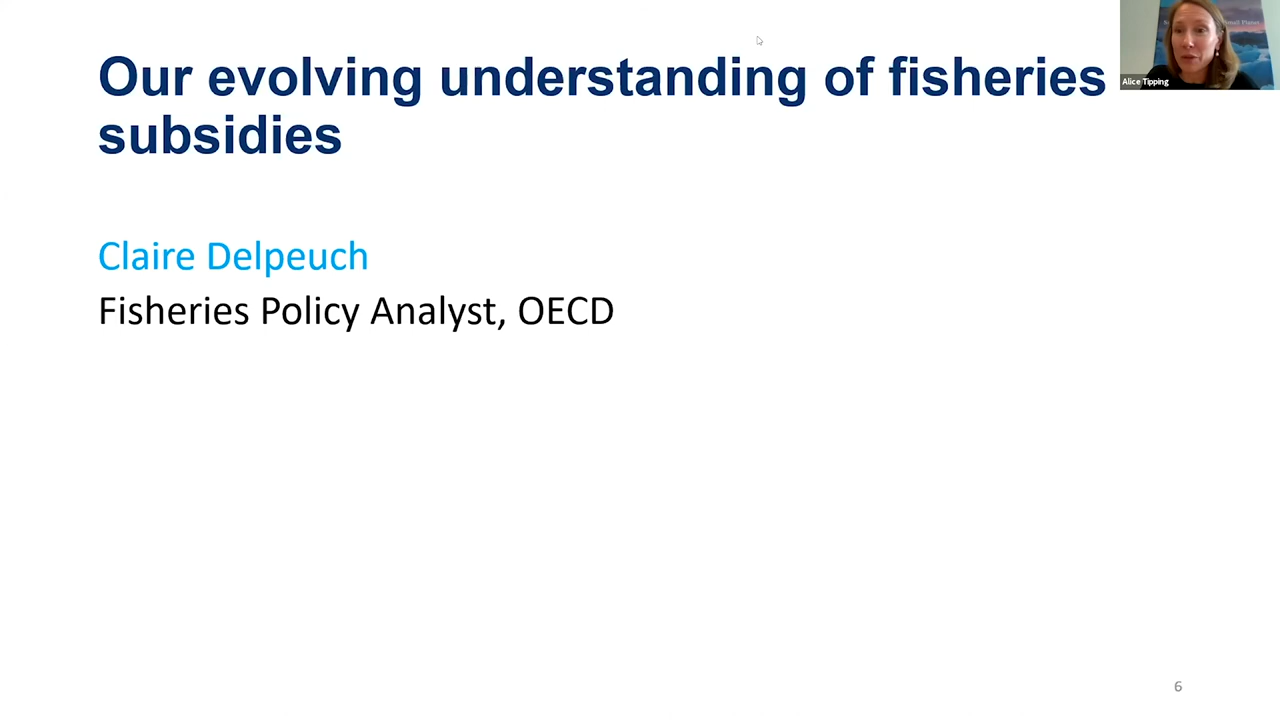 Our evolving understanding of fisheries
subsidies
Alice Tipping
Claire Delpeuch
Fisheries Policy Analyst, OECD
6